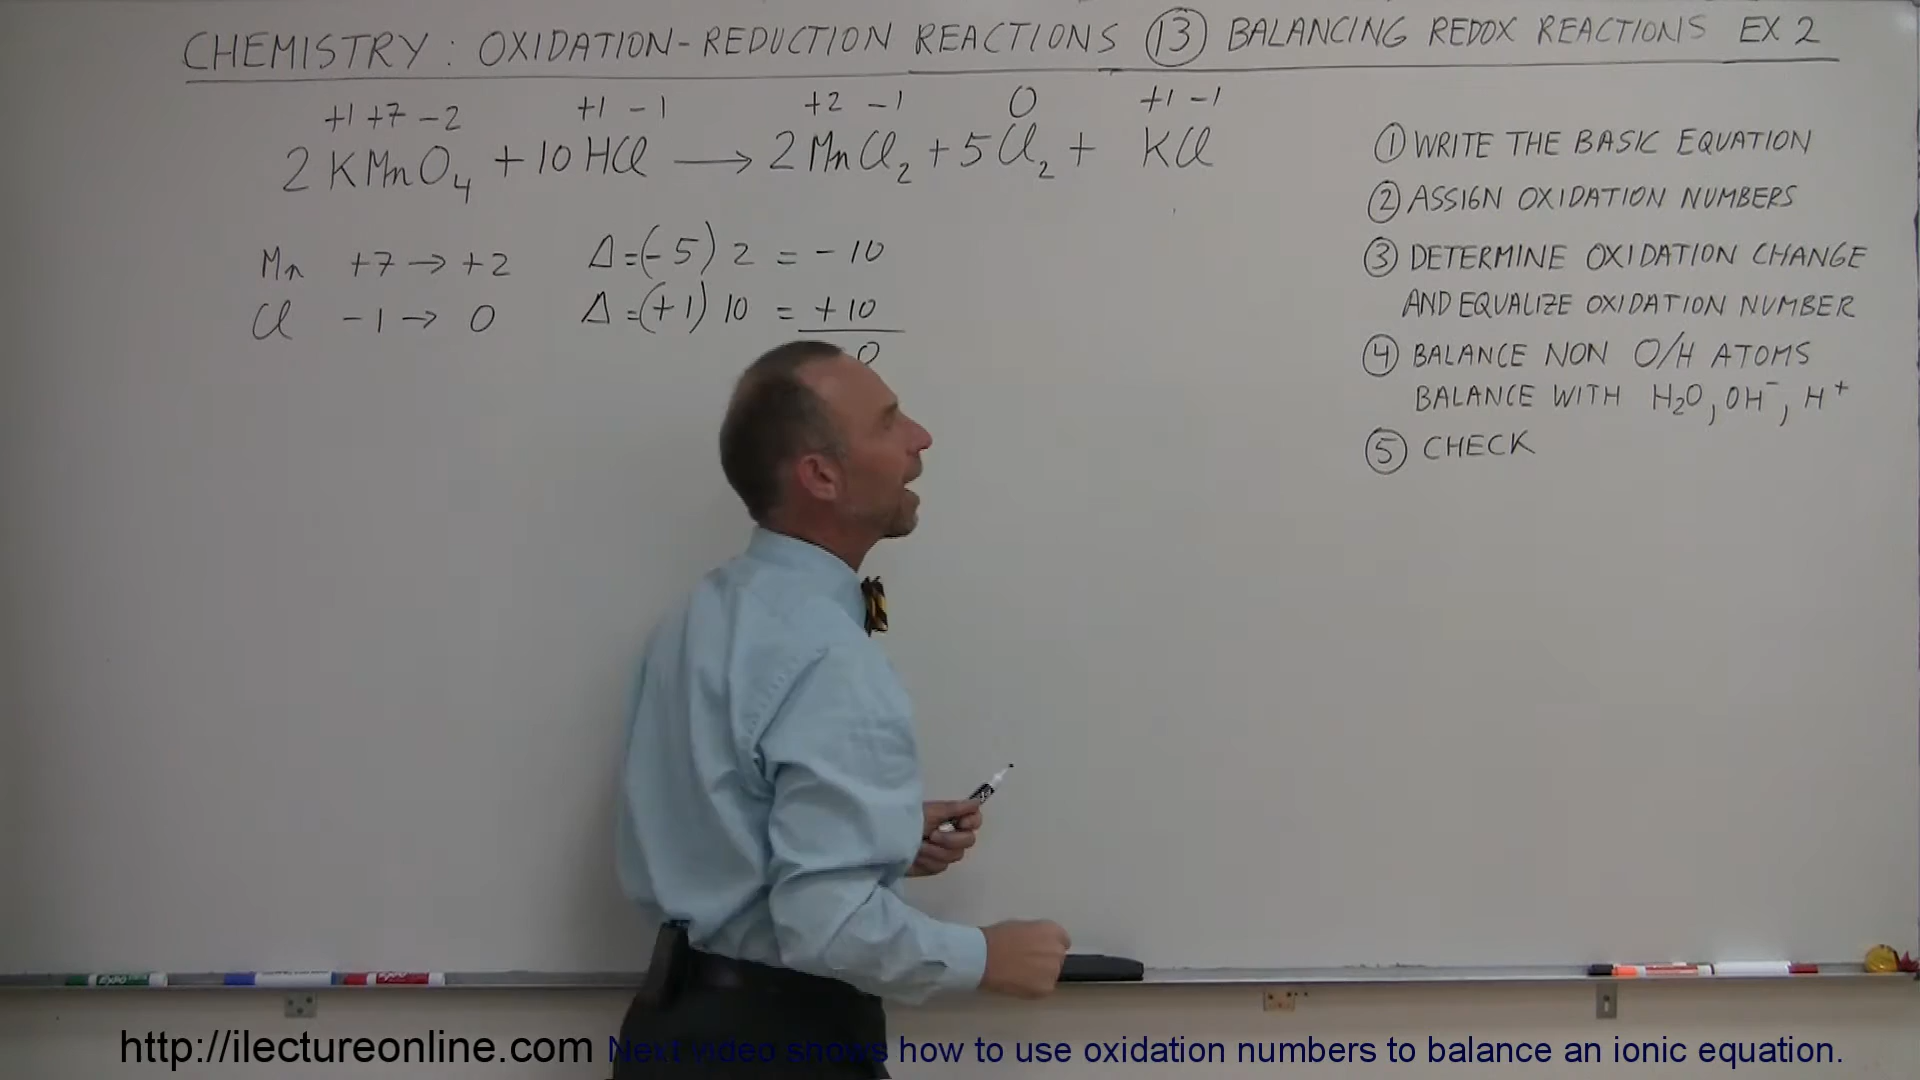 CHEMISTRY: OXIDATION-REDUCTION REACTIONS ⑬ BALANCING REDOX REACTIONS EX 2
+1 +7 -2 +1 -1 +2 -1 0 +1 -1
2 KMnO₄ + 10 HCl → 2 MnCl₂ + 5 Cl₂ + KCl
Mn +7 → +2 Δ=(-5) 2 = -10
Cl -1 → 0 Δ=(+1) 10 = +10
0
① WRITE THE BASIC EQUATION
② ASSIGN OXIDATION NUMBERS
③ DETERMINE OXIDATION CHANGE
AND EQUALIZE OXIDATION NUMBER
④ BALANCE NON O/H ATOMS
BALANCE WITH H₂O, OH⁻, H⁺
⑤ CHECK
http://ilectureonline.com Next video shows how to use oxidation numbers to balance an ionic equation.